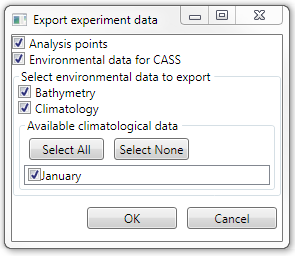 Export experiment data
Analysis points
Environmental data for CASS
Select environmental data to export
Bathymetry
Climatology
Available climatological data
Select All Select None
January
OK Cancel